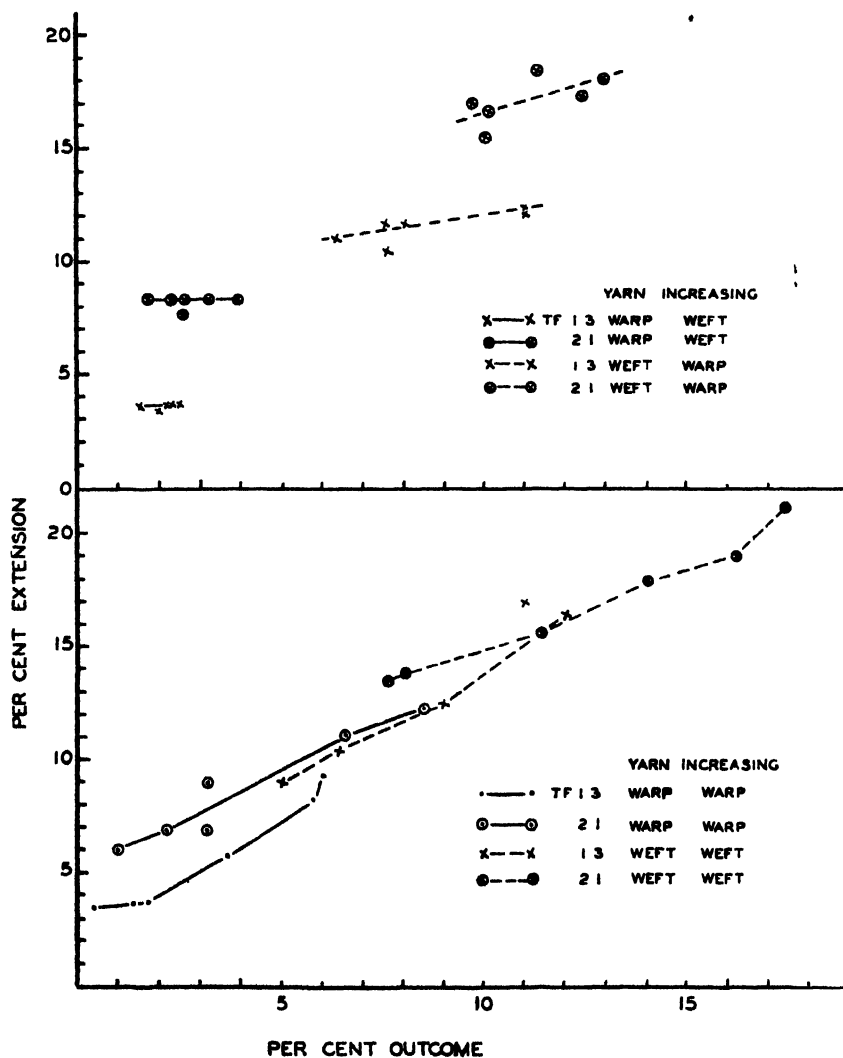 20
15
10
5
0
YARN INCREASING
x—x TF 1 3 WARP WEFT
2 1 WARP WEFT
x--x 1 3 WEFT WARP
2 1 WEFT WARP
PER CENT EXTENSION
20
15
10
5
YARN INCREASING
TF 1 3 WARP WARP
2 1 WARP WARP
x--x 1 3 WEFT WEFT
2 1 WEFT WEFT
5 10 15
PER CENT OUTCOME